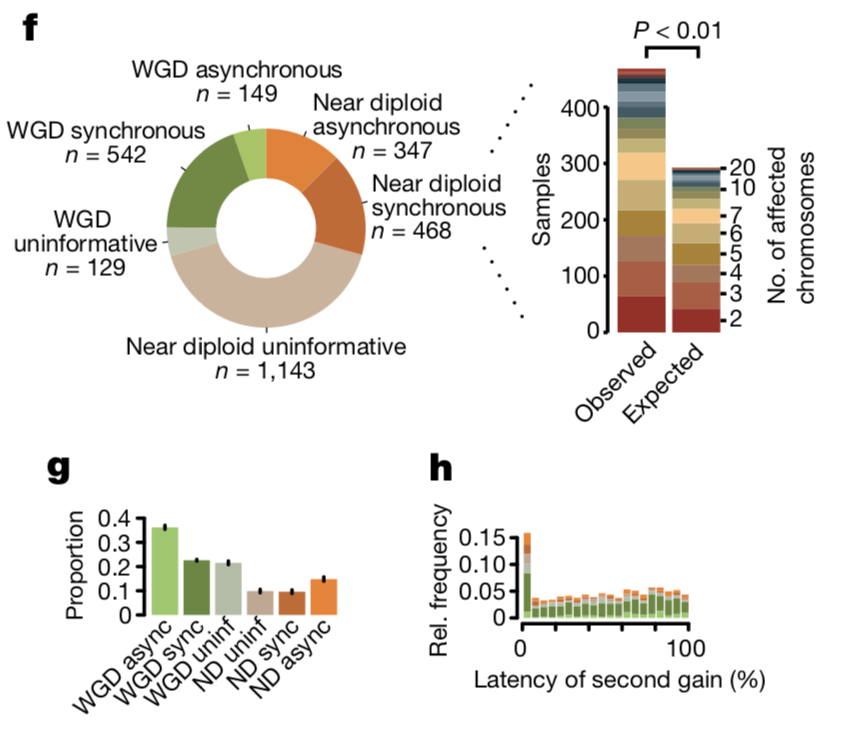 f
WGD asynchronous
n = 149
WGD synchronous
n = 542
WGD
uninformative
n = 129
Near diploid
asynchronous
n = 347
Near diploid
synchronous
n = 468
Near diploid uninformative
n = 1,143
P < 0.01
Samples
400
300
200
100
0
20
10
7
6
5
4
3
2
No. of affected
chromosomes
Observed
Expected
g
Proportion
0.4
0.3
0.2
0.1
0
WGD async
WGD sync
WGD uninf
ND uninf
ND sync
ND async
h
Rel. frequency
0.15
0.10
0.05
0
0
100
Latency of second gain (%)